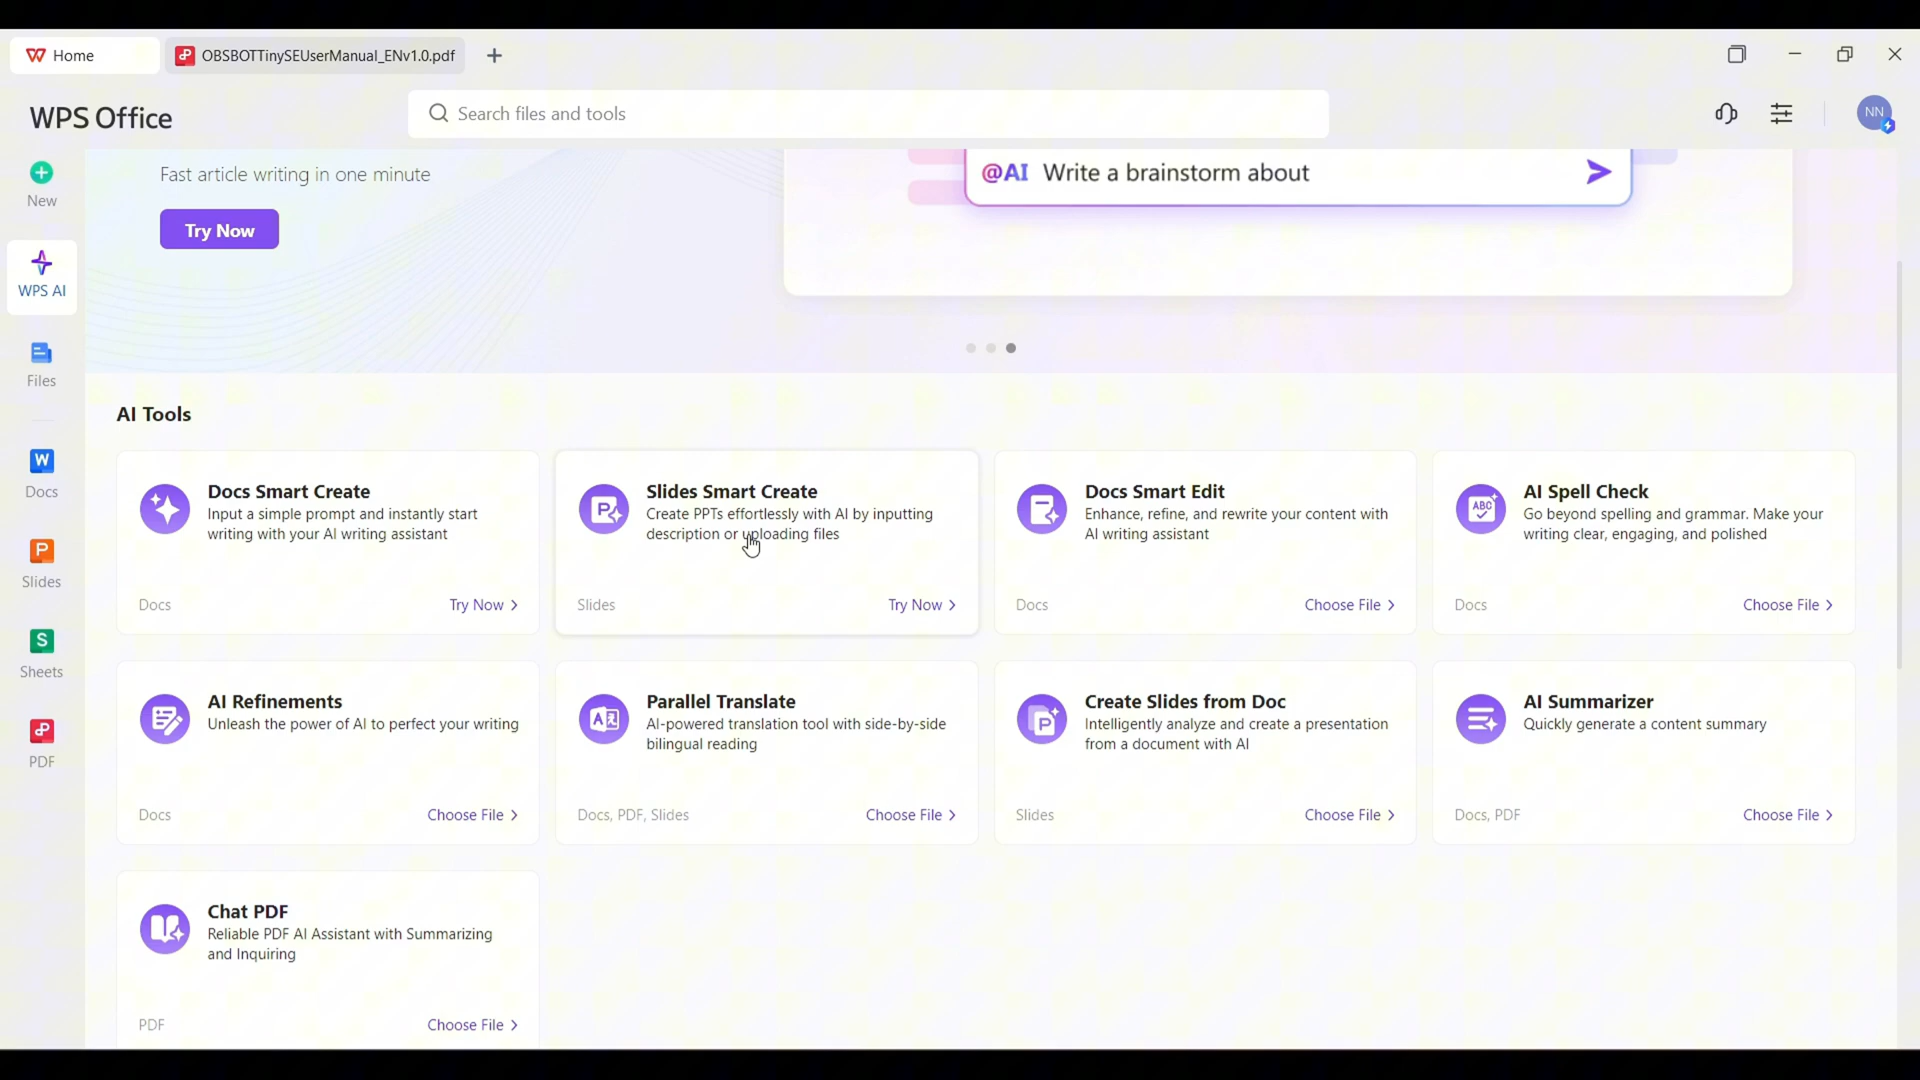 Home
OBSBOTTinySEUserManual_ENv1.0.pdf
WPS Office
Search files and tools
NN
New
WPS AI
Files
Docs
Slides
Sheets
PDF
Fast article writing in one minute
Try Now
@AI Write a brainstorm about
AI Tools
Docs Smart Create
Input a simple prompt and instantly start
writing with your AI writing assistant
Docs
Try Now >
Slides Smart Create
Create PPTs effortlessly with AI by inputting
description or uploading files
Slides
Try Now >
Docs Smart Edit
Enhance, refine, and rewrite your content with
AI writing assistant
Docs
Choose File >
AI Spell Check
Go beyond spelling and grammar. Make your
writing clear, engaging, and polished
Docs
Choose File >
AI Refinements
Unleash the power of AI to perfect your writing
Docs
Choose File >
Parallel Translate
AI-powered translation tool with side-by-side
bilingual reading
Docs, PDF, Slides
Choose File >
Create Slides from Doc
Intelligently analyze and create a presentation
from a document with AI
Slides
Choose File >
AI Summarizer
Quickly generate a content summary
Docs, PDF
Choose File >
Chat PDF
Reliable PDF AI Assistant with Summarizing
and Inquiring
PDF
Choose File >